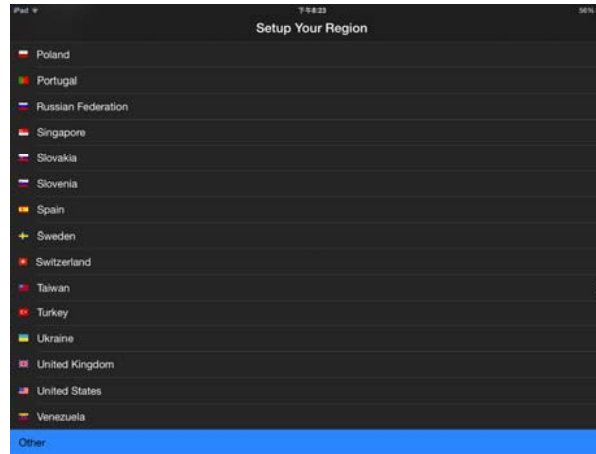 iPad
下午8:23
56%
Setup Your Region
Poland
Portugal
Russian Federation
Singapore
Slovakia
Slovenia
Spain
Sweden
Switzerland
Taiwan
Turkey
Ukraine
United Kingdom
United States
Venezuela
Other